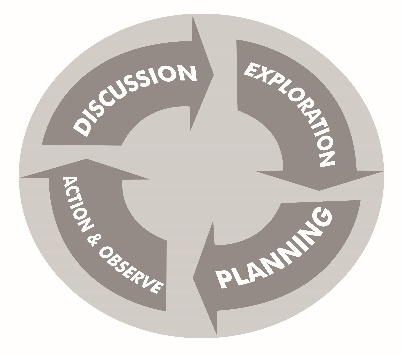 DISCUSSION
EXPLORATION
PLANNING
ACTION & OBSERVE